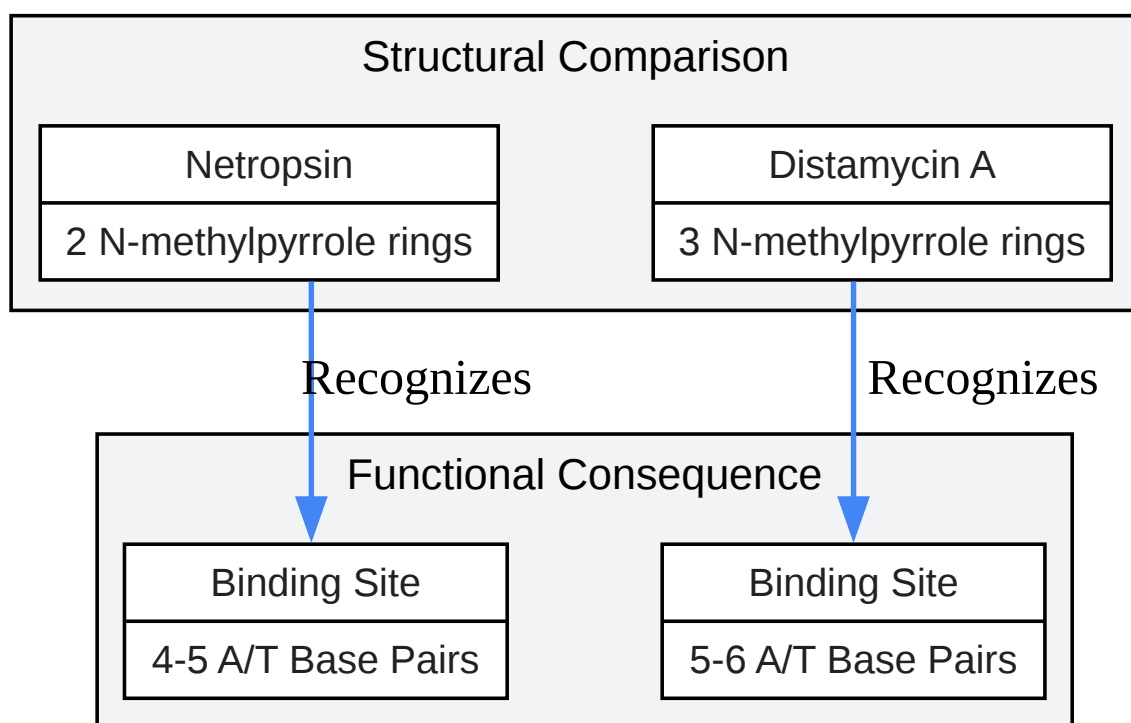 Structural Comparison
Netropsin
2 N-methylpyrrole rings
Distamycin A
3 N-methylpyrrole rings
Recognizes
Recognizes
Functional Consequence
Binding Site
4-5 A/T Base Pairs
Binding Site
5-6 A/T Base Pairs